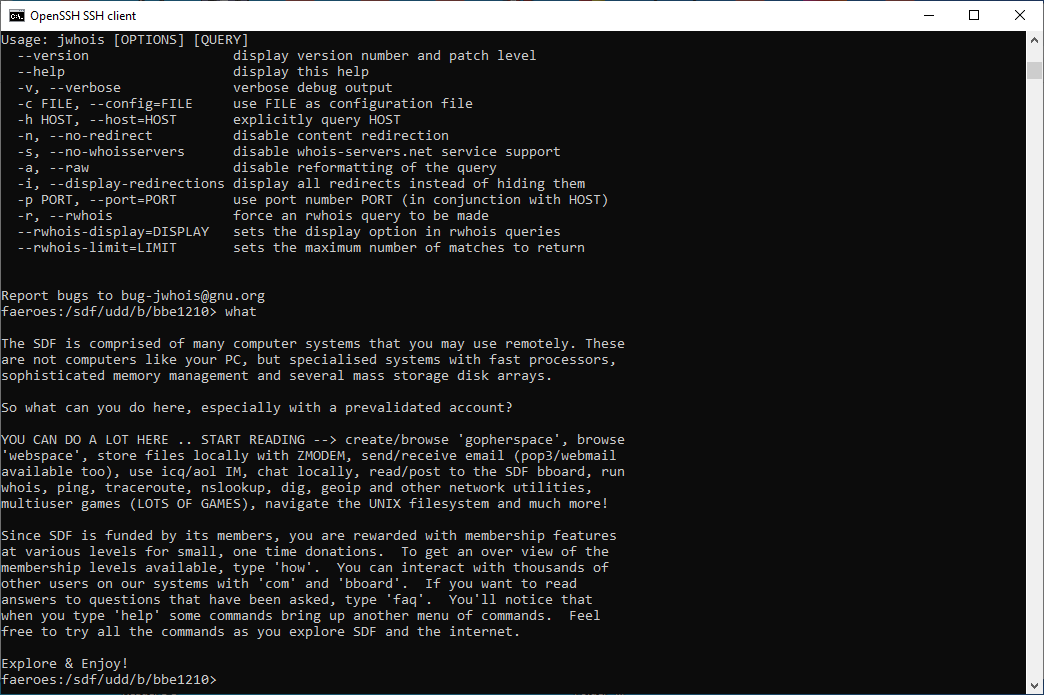 OpenSSH SSH client
Usage: jwhois [OPTIONS] [QUERY]
  --version                  display version number and patch level
  --help                     display this help
  -v, --verbose              verbose debug output
  -c FILE, --config=FILE     use FILE as configuration file
  -h HOST, --host=HOST       explicitly query HOST
  -n, --no-redirect          disable content redirection
  -s, --no-whoisservers      disable whois-servers.net service support
  -a, --raw                  disable reformatting of the query
  -i, --display-redirections display all redirects instead of hiding them
  -p PORT, --port=PORT       use port number PORT (in conjunction with HOST)
  -r, --rwhois               force an rwhois query to be made
  --rwhois-display=DISPLAY   sets the display option in rwhois queries
  --rwhois-limit=LIMIT       sets the maximum number of matches to return
Report bugs to bug-jwhois@gnu.org
faeroes:/sdf/udd/b/bbe1210> what
The SDF is comprised of many computer systems that you may use remotely. These
are not computers like your PC, but specialised systems with fast processors,
sophisticated memory management and several mass storage disk arrays.
So what can you do here, especially with a prevalidated account?
YOU CAN DO A LOT HERE .. START READING --> create/browse 'gopherspace', browse
'webspace', store files locally with ZMODEM, send/receive email (pop3/webmail
available too), use icq/aol IM, chat locally, read/post to the SDF bboard, run
whois, ping, traceroute, nslookup, dig, geoip and other network utilities,
multiuser games (LOTS OF GAMES), navigate the UNIX filesystem and much more!
Since SDF is funded by its members, you are rewarded with membership features
at various levels for small, one time donations.  To get an over view of the
membership levels available, type 'how'.  You can interact with thousands of
other users on our systems with 'com' and 'bboard'.  If you want to read
answers to questions that have been asked, type 'faq'.  You'll notice that
when you type 'help' some commands bring up another menu of commands.  Feel
free to try all the commands as you explore SDF and the internet.
Explore & Enjoy!
faeroes:/sdf/udd/b/bbe1210>